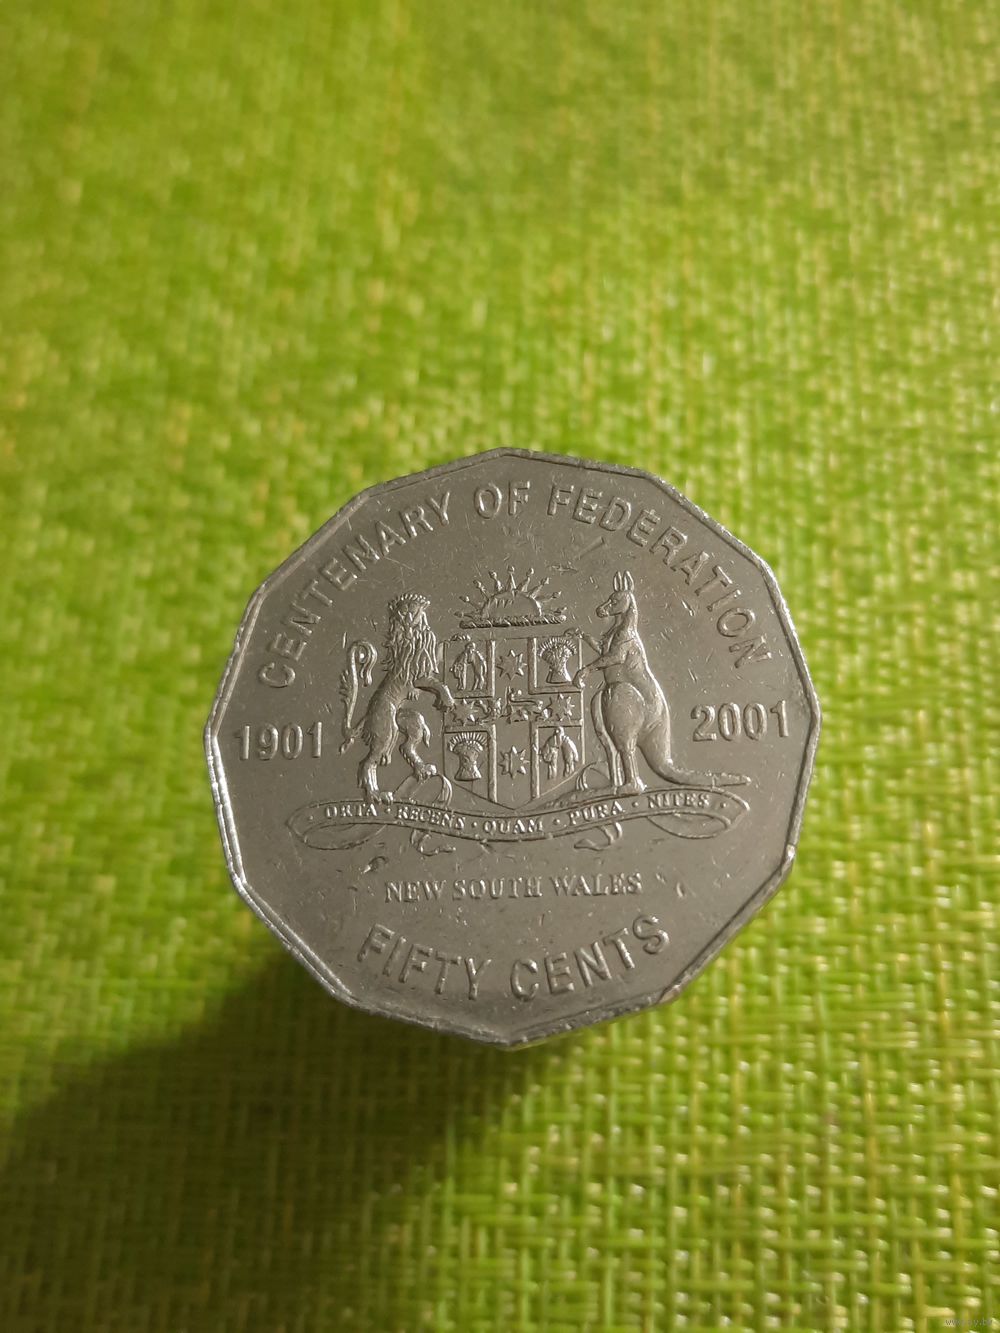 CENTENARY OF FEDERATION
1901 2001
ORTA · RECENS · QUAM · PURA · NITES
NEW SOUTH WALES
FIFTY CENTS